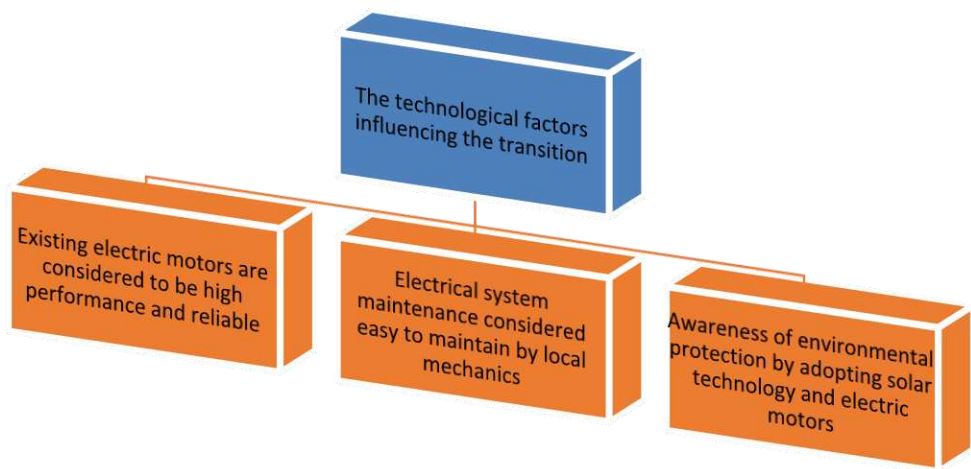 The technological factors
influencing the transition
Existing electric motors are
considered to be high
performance and reliable
Electrical system
maintenance considered
easy to maintain by local
mechanics
Awareness of environmental
protection by adopting solar
technology and electric
motors